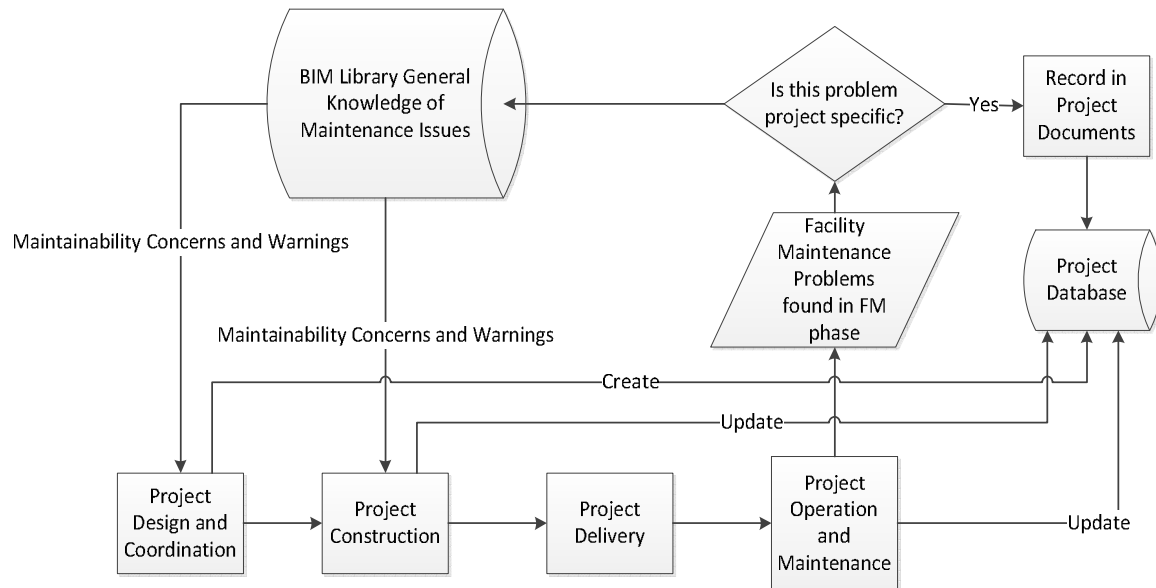 BIM Library General
Knowledge of
Maintenance Issues
Is this problem
project specific?
Yes
Record in
Project
Documents
Maintainability Concerns and Warnings
Facility
Maintenance
Problems
found in FM
phase
Project
Database
Maintainability Concerns and Warnings
Create
Update
Project
Design and
Coordination
Project
Construction
Project
Delivery
Project
Operation
and
Maintenance
Update